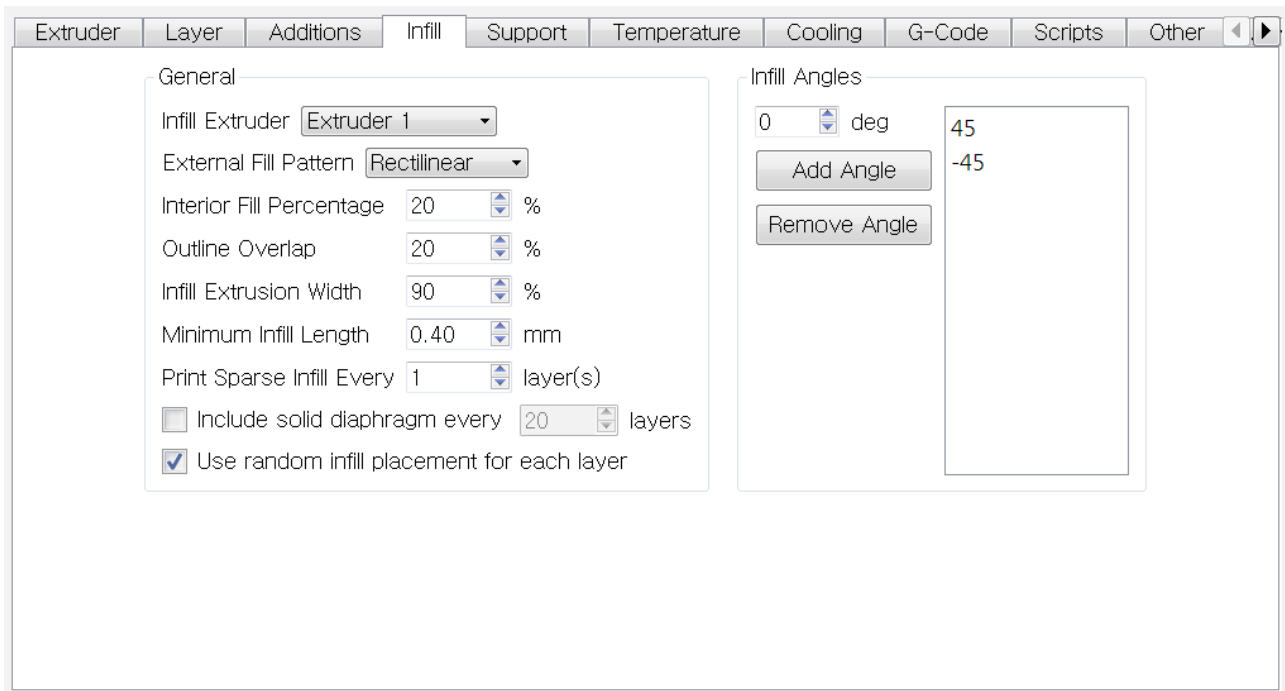 Extruder Layer Additions Infill Support Temperature Cooling G-Code Scripts Other
General
Infill Extruder Extruder 1
External Fill Pattern Rectilinear
Interior Fill Percentage 20 %
Outline Overlap 20 %
Infill Extrusion Width 90 %
Minimum Infill Length 0.40 mm
Print Sparse Infill Every 1 layer(s)
Include solid diaphragm every 20 layers
Use random infill placement for each layer
Infill Angles
0 deg
Add Angle
Remove Angle
45
-45